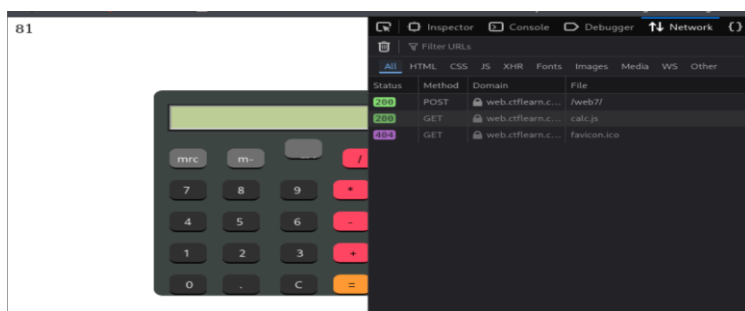 81
Inspector Console Debugger Network {}
Filter URLs
All HTML CSS JS XHR Fonts Images Media WS Other
Status Method Domain File
200 POST web.ctflearn.c... /web7/
200 GET web.ctflearn.c... calc.js
404 GET web.ctflearn.c... favicon.ico
mrc m- /
7 8 9 *
4 5 6 -
1 2 3 +
0 . C =